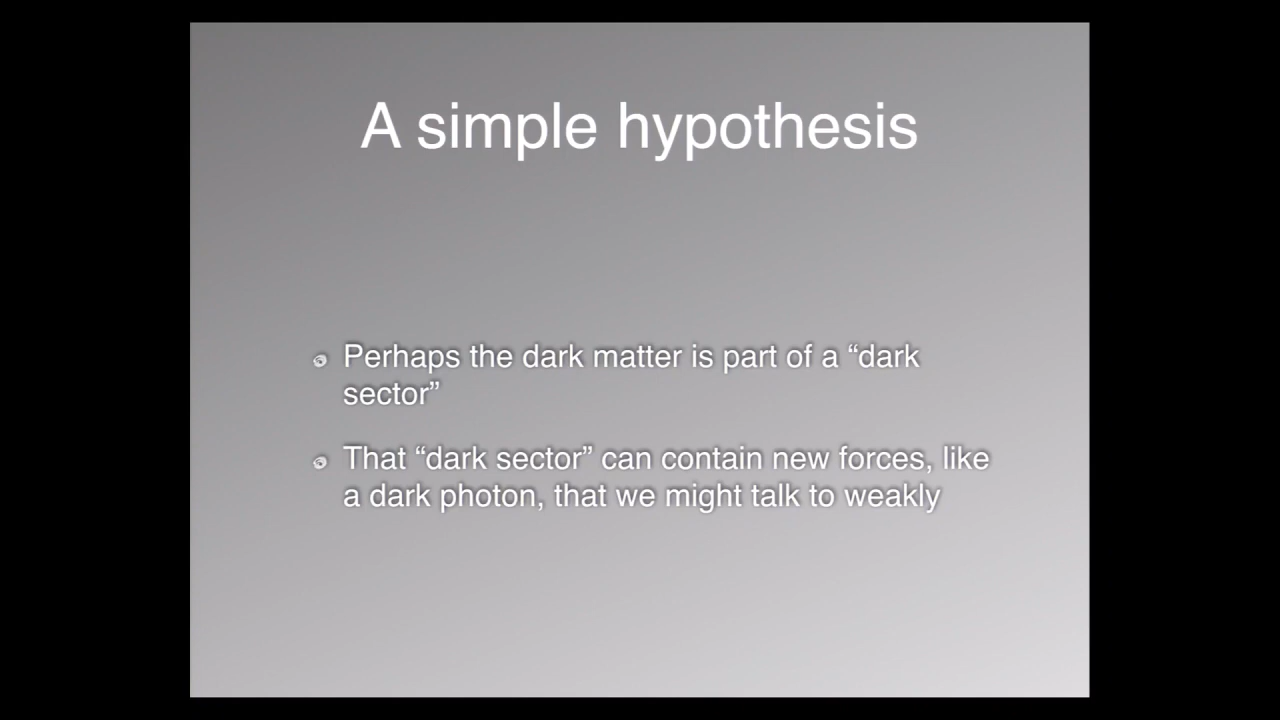 A simple hypothesis
Perhaps the dark matter is part of a “dark
sector”
That “dark sector” can contain new forces, like
a dark photon, that we might talk to weakly